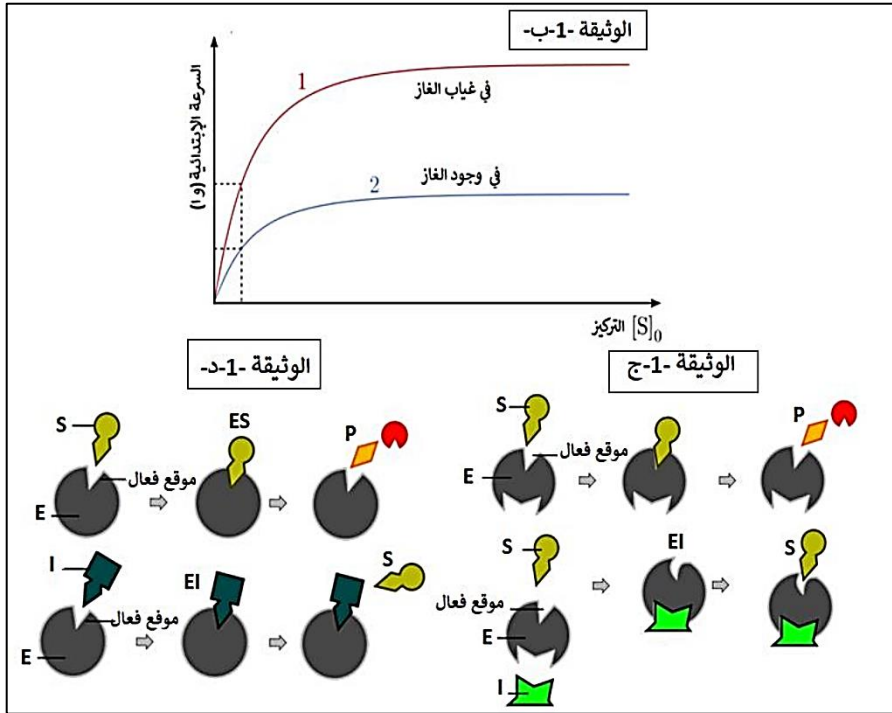 الوثيقة -1-ب-
السرعة الإبتدائية (و ا)
1
في غياب الغاز
2
في وجود الغاز
[S]₀ التركيز
الوثيقة -1-ج
S
موقع فعال
E
P
S
موقع فعال
E
I
EI
S
الوثيقة -1-د-
S
ES
P
موقع فعال
E
I
EI
S
موقع فعال
E